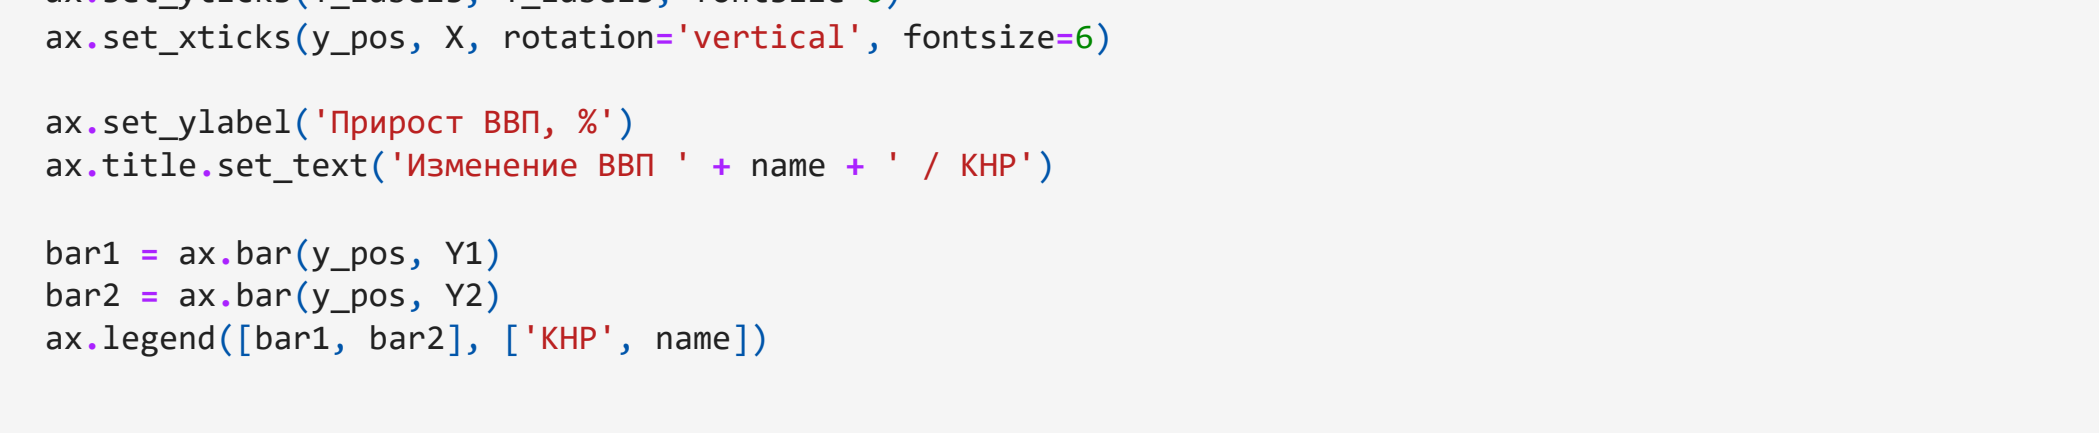 ax.set_xticks(y_pos, X, rotation='vertical', fontsize=6)
ax.set_ylabel('Прирост ВВП, %')
ax.title.set_text('Изменение ВВП ' + name + ' / КНР')
bar1 = ax.bar(y_pos, Y1)
bar2 = ax.bar(y_pos, Y2)
ax.legend([bar1, bar2], ['КНР', name])